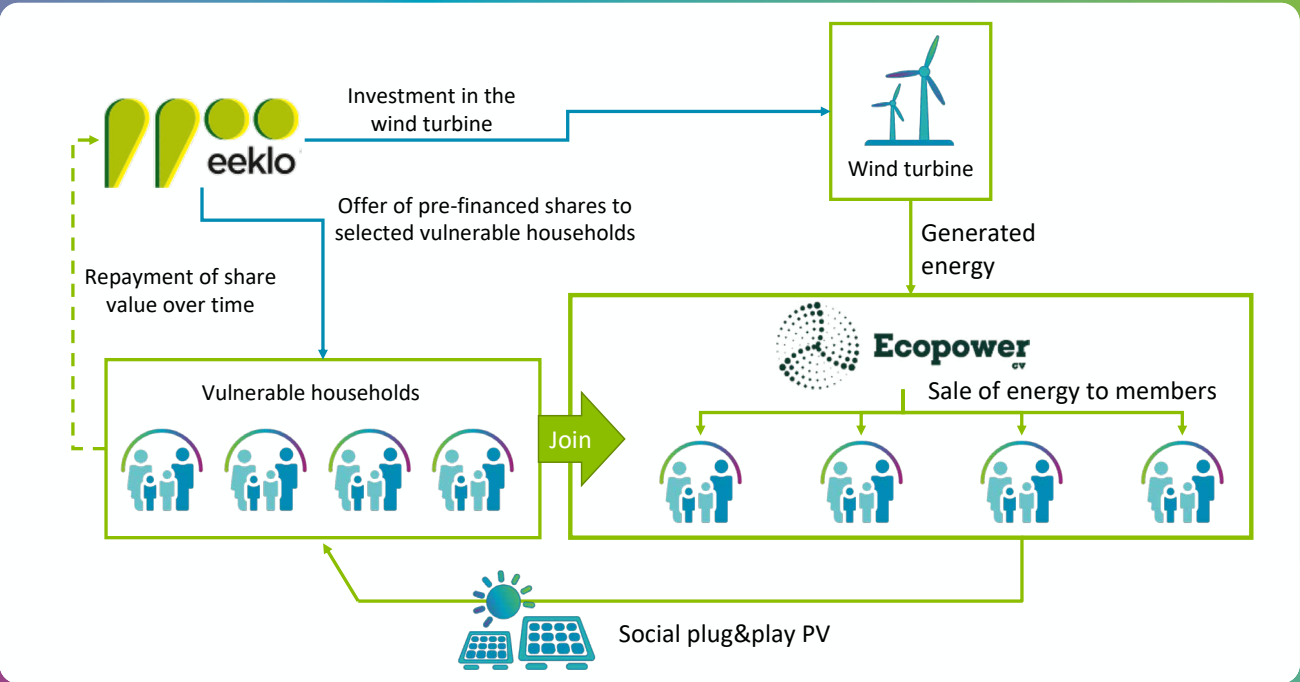 Investment in the
wind turbine
eeklo
Wind turbine
Offer of pre-financed shares to
selected vulnerable households
Generated
energy
Repayment of share
value over time
Ecopower
cv
Vulnerable households
Sale of energy to members
Join
Social plug&play PV